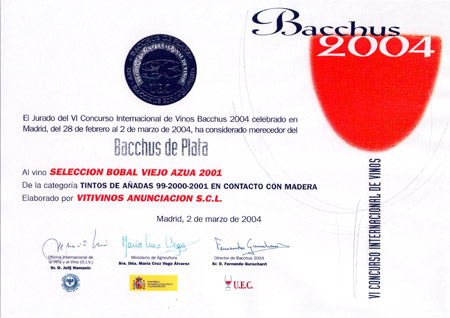 Bacchus
2004
El Jurado del VI Concurso Internacional de Vinos Bacchus 2004 celebrado en
Madrid, del 28 de febrero al 2 de marzo de 2004, ha considerado merecedor del
Bacchus de Plata
Al vino SELECCION BOBAL VIEJO AZUA 2001
De la categoría TINTOS DE AÑADAS 99-2000-2001 EN CONTACTO CON MADERA
Elaborado por VITIVINOS ANUNCIACION S.C.L.
Madrid, 2 de marzo de 2004
Oficina Internacional de
la Viña y el Vino (O.I.V.)
Ministerio de Agricultura
Sra. Dña. María Cruz Vega Álvarez
Director de Bacchus 2004
Sr. D. Fernando Gurucharri
U.E.C.
VI CONCURSO INTERNACIONAL DE VINOS